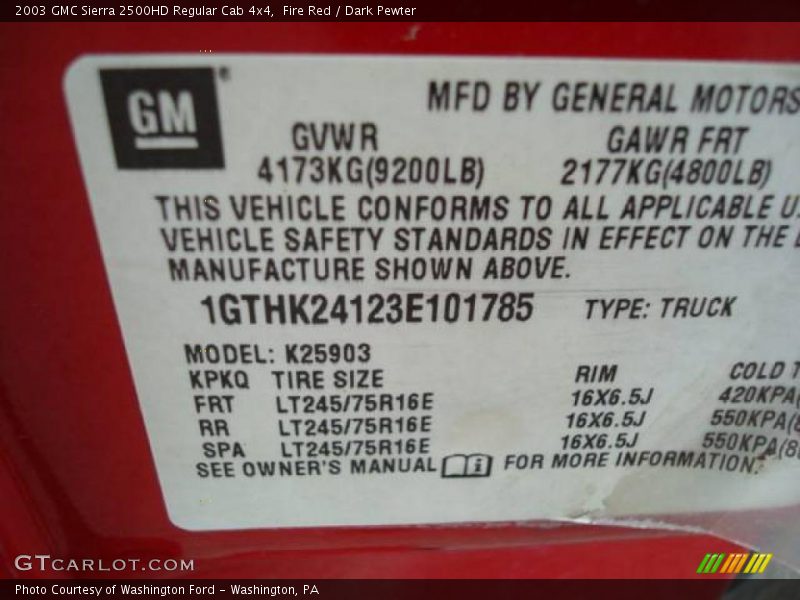 2003 GMC Sierra 2500HD Regular Cab 4x4,  Fire Red / Dark Pewter
GM ®
MFD BY GENERAL MOTORS
GVWR GAWR FRT
4173KG(9200LB) 2177KG(4800LB)
THIS VEHICLE CONFORMS TO ALL APPLICABLE U.
VEHICLE SAFETY STANDARDS IN EFFECT ON THE
MANUFACTURE SHOWN ABOVE.
1GTHK24123E101785 TYPE: TRUCK
MODEL: K25903
KPKQ TIRE SIZE RIM COLD T
FRT LT245/75R16E 16X6.5J 420KPA(
RR LT245/75R16E 16X6.5J 550KPA(8
SPA LT245/75R16E 16X6.5J 550KPA(8
SEE OWNER'S MANUAL FOR MORE INFORMATION.
GTCARLOT.COM
Photo Courtesy of Washington Ford - Washington, PA